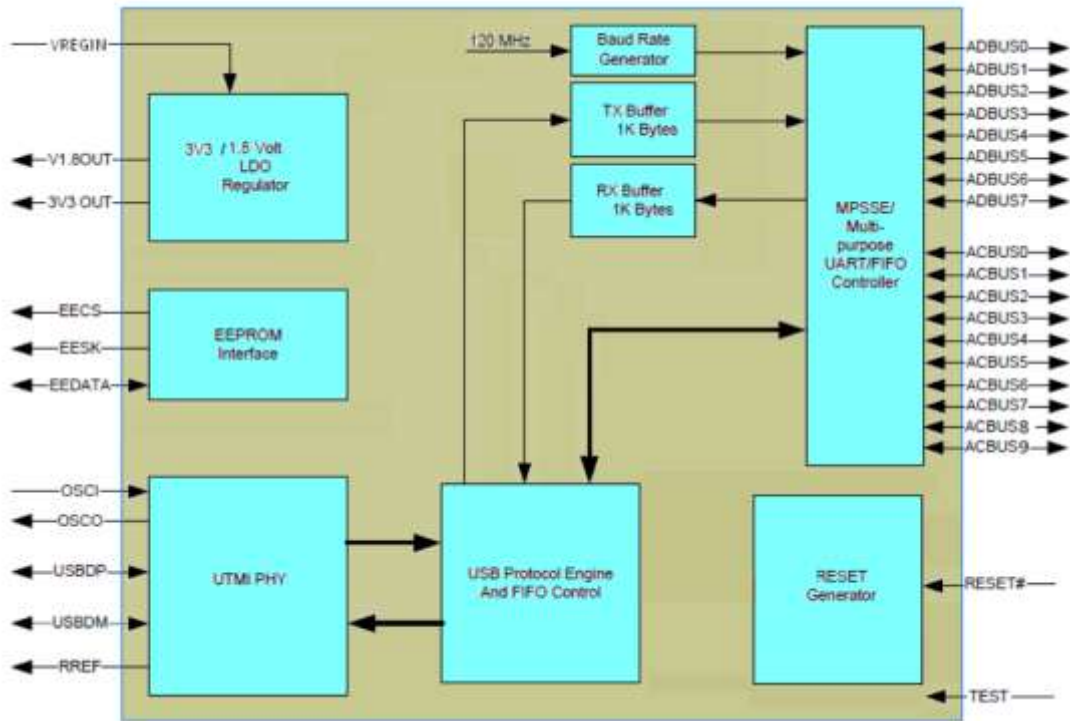 VREGIN
V1.8OUT
3V3 OUT
3V3 / 1.8 Volt
LDO
Regulator
EECS
EESK
EEDATA
EEPROM
Interface
OSCI
OSCO
USBDP
USBDM
RREF
UTMI PHY
120 MHz
Baud Rate
Generator
TX Buffer
1K Bytes
RX Buffer
1K Bytes
USB Protocol Engine
And FIFO Control
MPSSE/
Multi-
purpose
UART/FIFO
Controller
RESET
Generator
ADBUS0
ADBUS1
ADBUS2
ADBUS3
ADBUS4
ADBUS5
ADBUS6
ADBUS7
ACBUS0
ACBUS1
ACBUS2
ACBUS3
ACBUS4
ACBUS5
ACBUS6
ACBUS7
ACBUS8
ACBUS9
RESET#
TEST